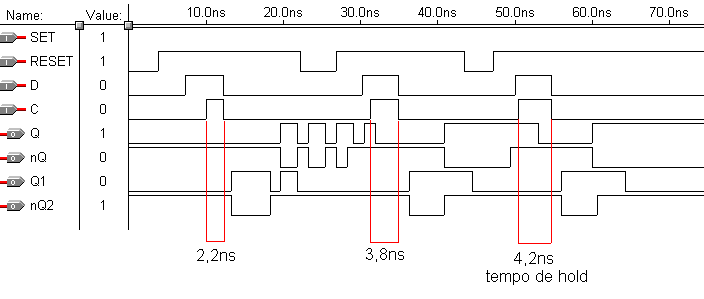 Name: Value: 10.0ns 20.0ns 30.0ns 40.0ns 50.0ns 60.0ns 70.0ns
SET 1
RESET 1
D 0
C 0
Q 1
nQ 0
Q1 0
nQ2 1
2,2ns 3,8ns 4,2ns
tempo de hold